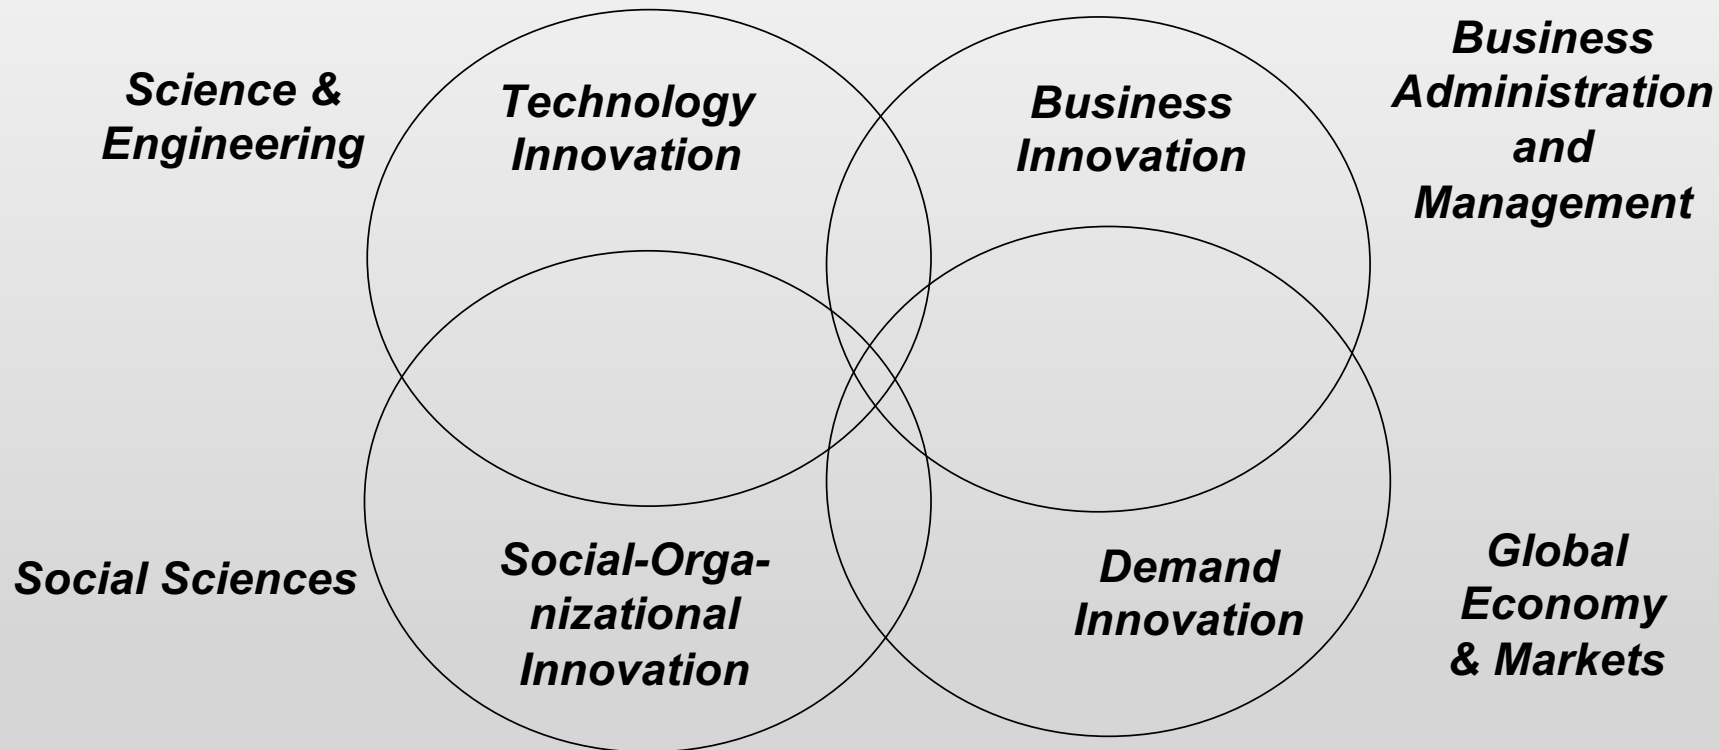 Science &
Engineering
Technology
Innovation
Business
Innovation
Business
Administration
and
Management
Social Sciences
Social-Orga-
nizational
Innovation
Demand
Innovation
Global
Economy
& Markets